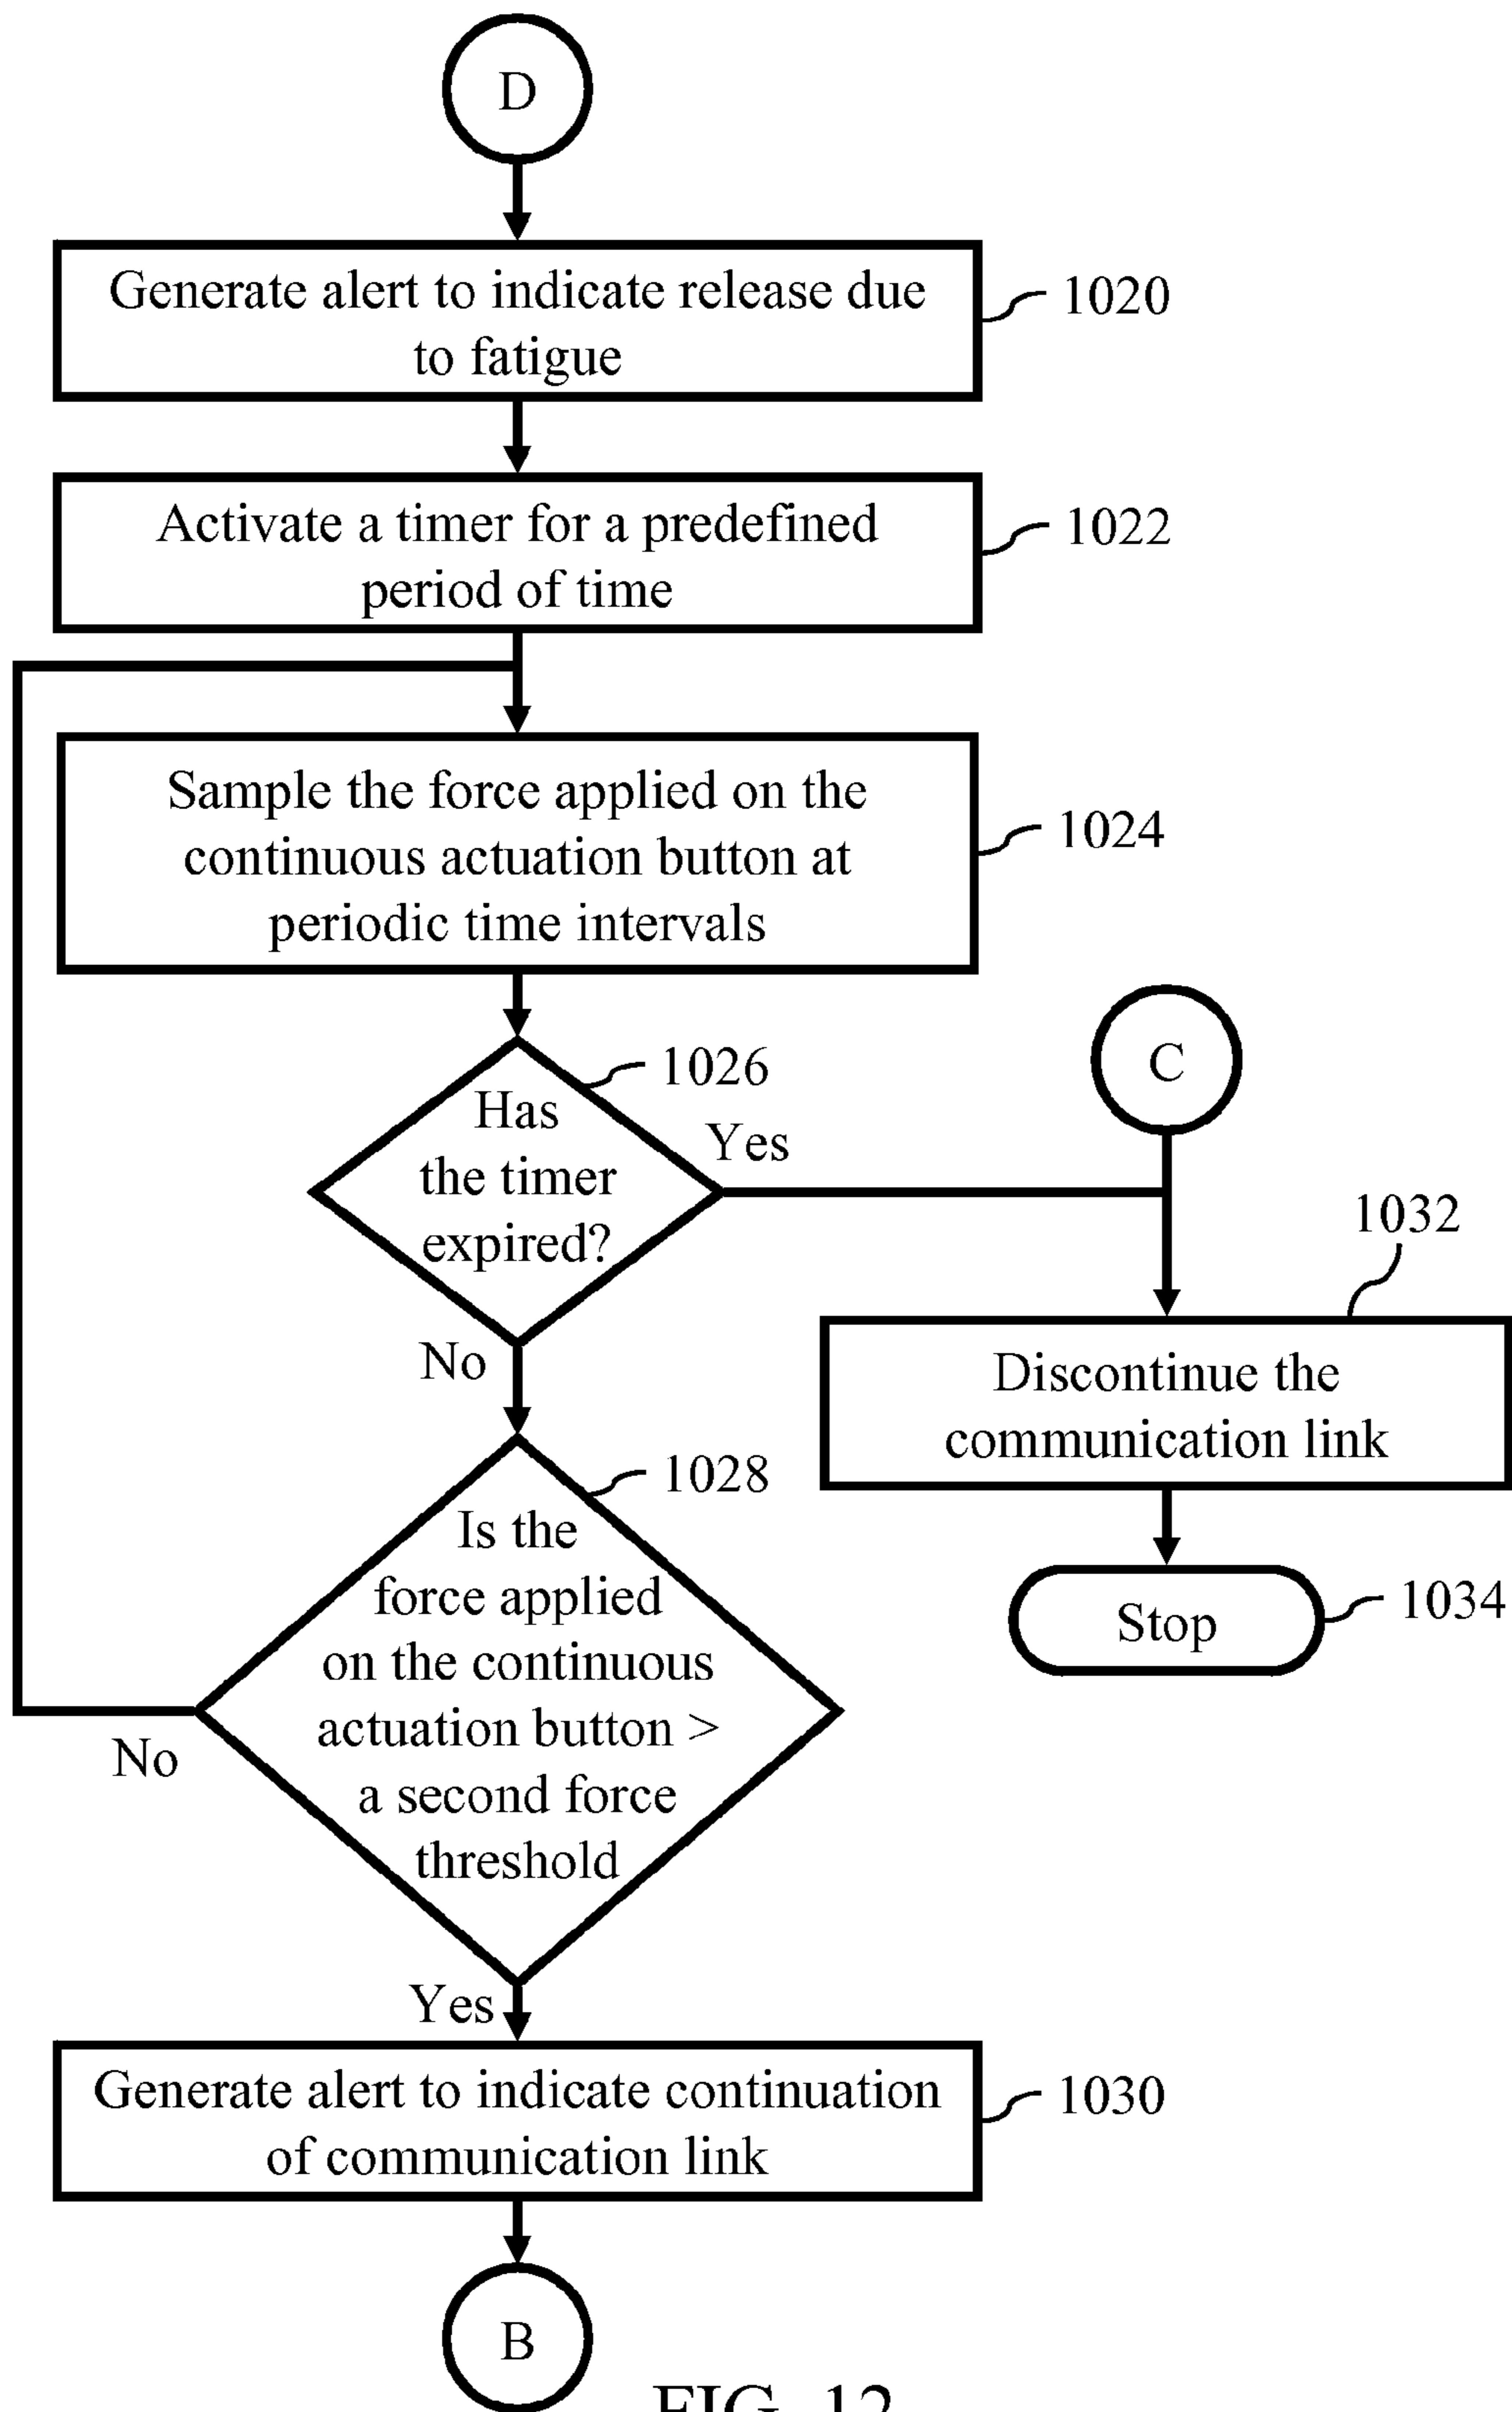 D
Generate alert to indicate release due
to fatigue
1020
Activate a timer for a predefined
period of time
1022
Sample the force applied on the
continuous actuation button at
periodic time intervals
1024
Has
the timer
expired?
1026
Yes
No
C
1032
Discontinue the
communication link
Stop
1034
Is the
force applied
on the continuous
actuation button >
a second force
threshold
1028
No
Yes
Generate alert to indicate continuation
of communication link
1030
B
FIG. 12